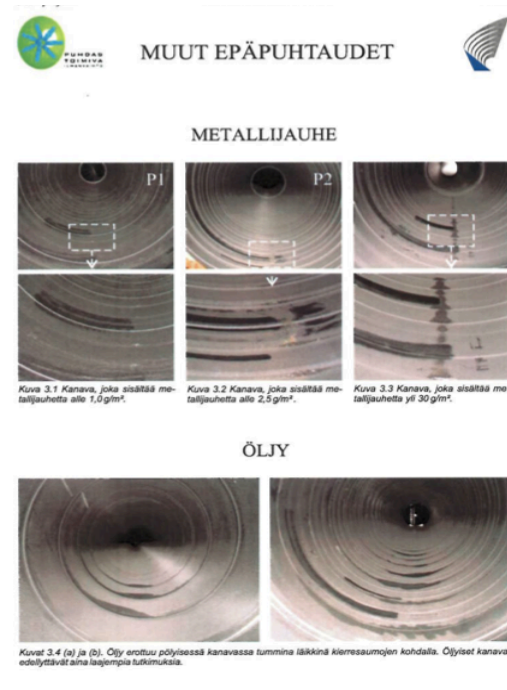 PUHDAS
TOIMIVA
MUUT EPÄPUHTAUDET
METALLIJAUHE
P1
P2
Kuva 3.1 Kanava, joka sisältää me-
tallijauhetta alle 1,0 g/m².
Kuva 3.2 Kanava, joka sisältää me-
tallijauhetta alle 2,5 g/m².
Kuva 3.3 Kanava, joka sisältää me
tallijauhetta yli 30 g/m².
ÖLJY
Kuvat 3.4 (a) ja (b). Öljy erottuu pölyisessä kanavassa tummina läikkinä kierresaumojen kohdalla. Öljyiset kanava
edellyttävät aina laajempia tutkimuksia.